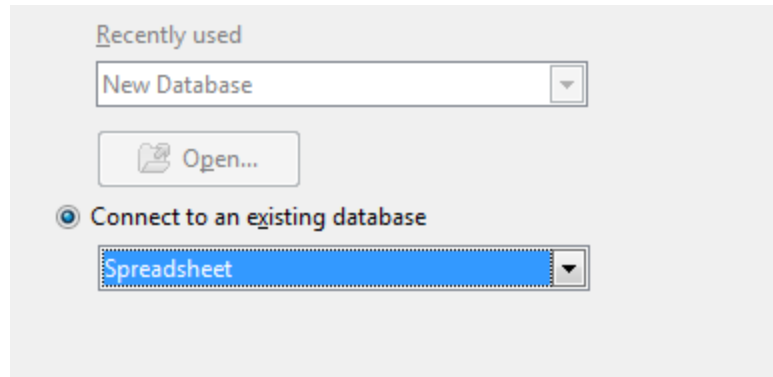 Recently used
New Database
Open...
Connect to an existing database
Spreadsheet